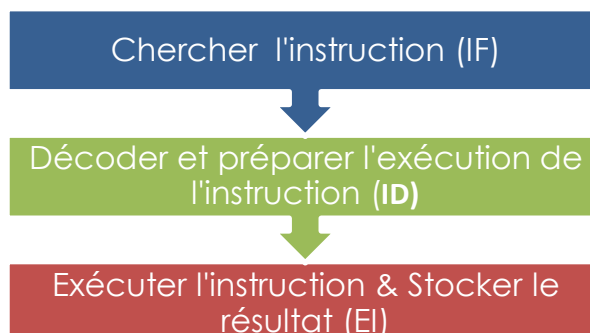 Chercher l'instruction (IF)
Décoder et préparer l'exécution de
l'instruction (ID)
Exécuter l'instruction & Stocker le
résultat (EI)